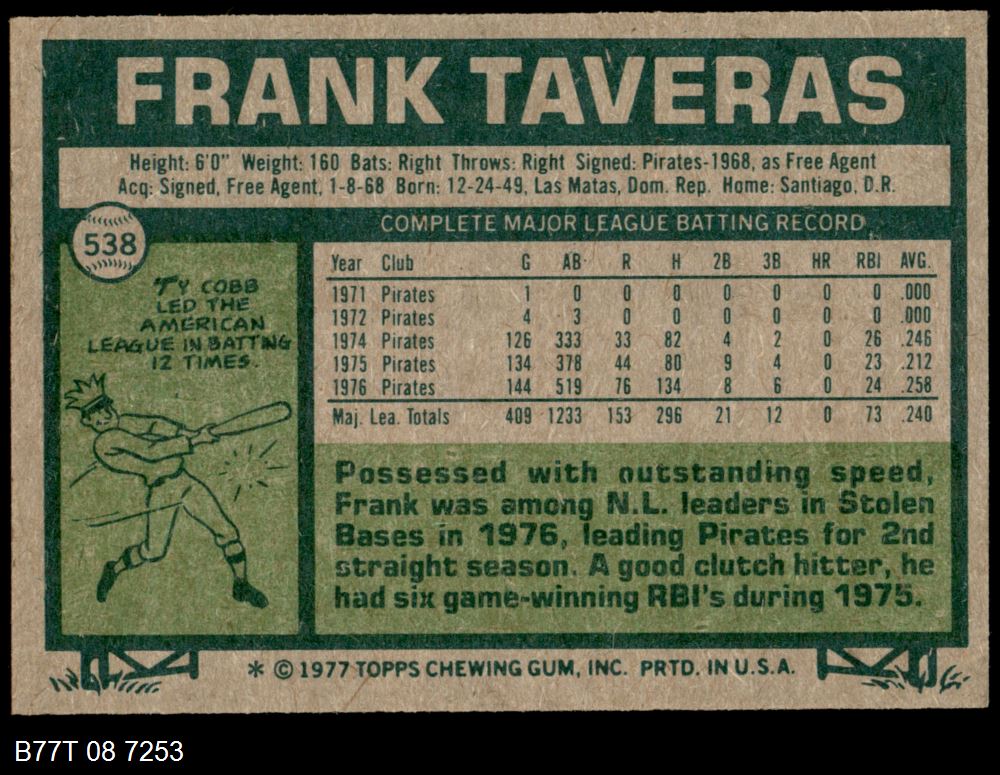 FRANK TAVERAS
Height: 6'0" Weight: 160 Bats: Right Throws: Right Signed: Pirates-1968, as Free Agent
Acq: Signed, Free Agent, 1-8-68 Born: 12-24-49, Las Matas, Dom. Rep. Home: Santiago, D.R.
538
TY COBB
LED THE
AMERICAN
LEAGUE IN BATTING
12 TIMES.
COMPLETE MAJOR LEAGUE BATTING RECORD
Year Club G AB R H 2B 3B HR RBI AVG.
1971 Pirates 1 0 0 0 0 0 0 0 .000
1972 Pirates 4 3 0 0 0 0 0 0 .000
1974 Pirates 126 333 33 82 4 2 0 26 .246
1975 Pirates 134 378 44 80 9 4 0 23 .212
1976 Pirates 144 519 76 134 8 6 0 24 .258
Maj. Lea. Totals 409 1233 153 296 21 12 0 73 .240
Possessed with outstanding speed,
Frank was among N.L. leaders in Stolen
Bases in 1976, leading Pirates for 2nd
straight season. A good clutch hitter, he
had six game-winning RBI's during 1975.
* © 1977 TOPPS CHEWING GUM, INC. PRTD. IN U.S.A.
B77T 08 7253